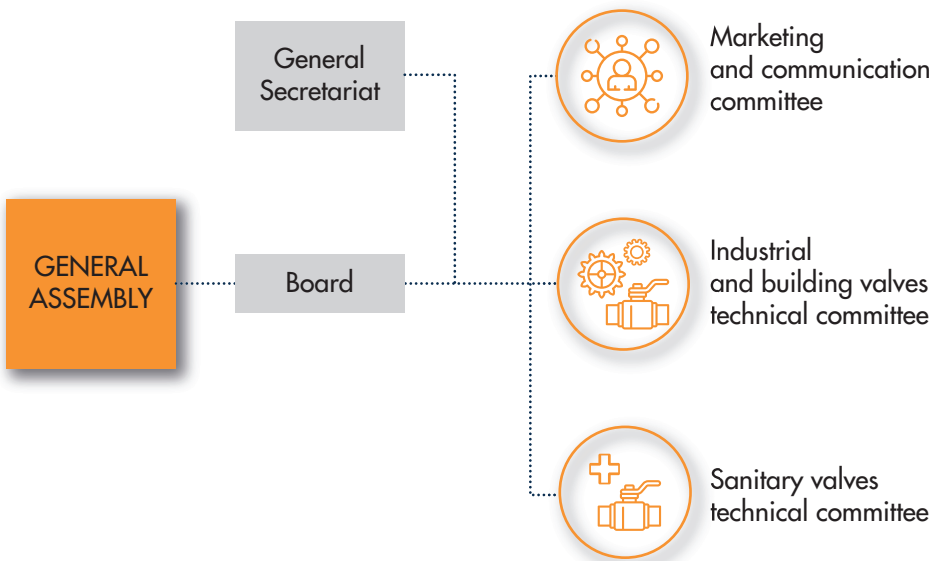 GENERAL
ASSEMBLY
General
Secretariat
Board
Marketing
and communication
committee
Industrial
and building valves
technical committee
Sanitary valves
technical committee